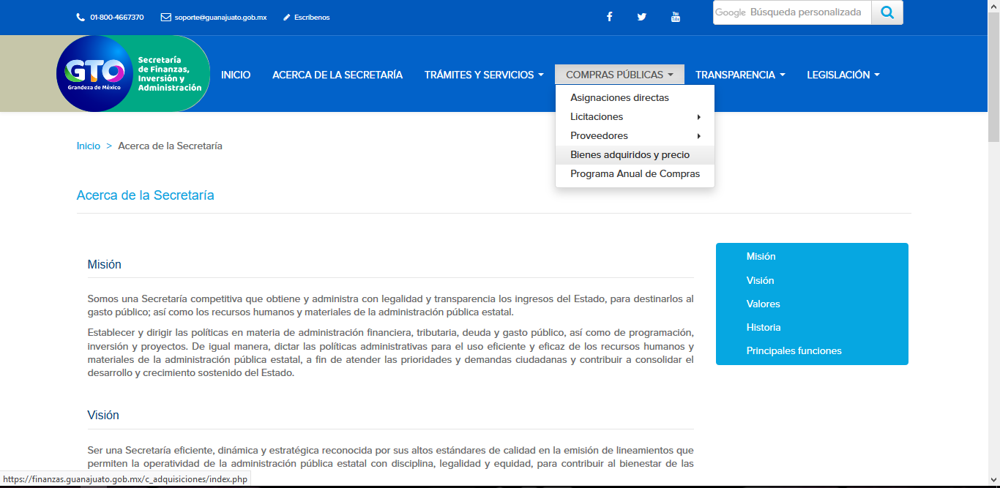 01-800-4667370 soporte@guanajuato.gob.mx Escríbenos
You Tube
Google Búsqueda personalizada
GTO
Grandeza de México
Secretaría
de Finanzas,
Inversión y
Administración
INICIO ACERCA DE LA SECRETARÍA TRÁMITES Y SERVICIOS COMPRAS PÚBLICAS TRANSPARENCIA LEGISLACIÓN
Asignaciones directas
Licitaciones
Proveedores
Bienes adquiridos y precio
Programa Anual de Compras
Inicio > Acerca de la Secretaría
Acerca de la Secretaría
Misión
Somos una Secretaría competitiva que obtiene y administra con legalidad y transparencia los ingresos del Estado, para destinarlos al
gasto público; así como los recursos humanos y materiales de la administración pública estatal.
Establecer y dirigir las políticas en materia de administración financiera, tributaria, deuda y gasto público, así como de programación,
inversión y proyectos. De igual manera, dictar las políticas administrativas para el uso eficiente y eficaz de los recursos humanos y
materiales de la administración pública estatal, a fin de atender las prioridades y demandas ciudadanas y contribuir a consolidar el
desarrollo y crecimiento sostenido del Estado.
Visión
Ser una Secretaría eficiente, dinámica y estratégica reconocida por sus altos estándares de calidad en la emisión de lineamientos que
permiten la operatividad de la administración pública estatal con disciplina, legalidad y equidad, para contribuir al bienestar de las
Misión
Visión
Valores
Historia
Principales funciones
https://finanzas.guanajuato.gob.mx/c_adquisiciones/index.php